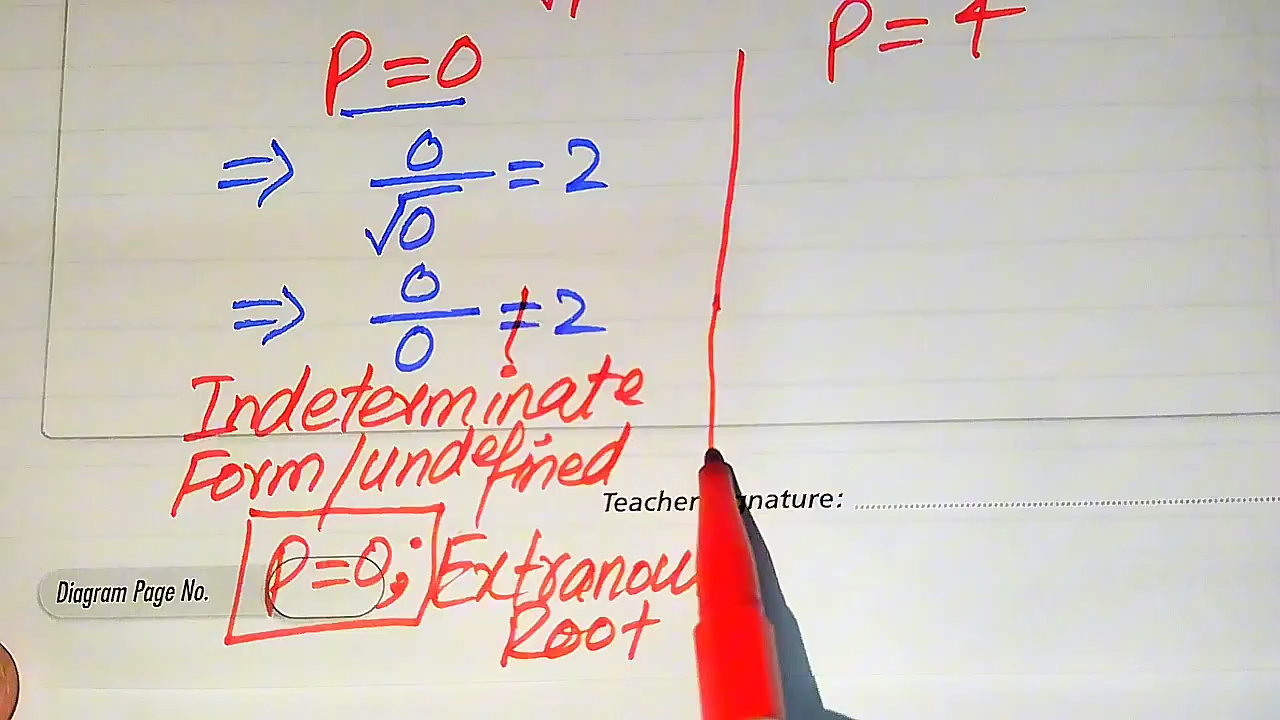 P=0
P=4
⇒ 0/√0 = 2
⇒ 0/0 ≠ 2
Indeterminate
Form/undefined
Teacher
nature:
Diagram Page No.
P=0; Extranou
Root